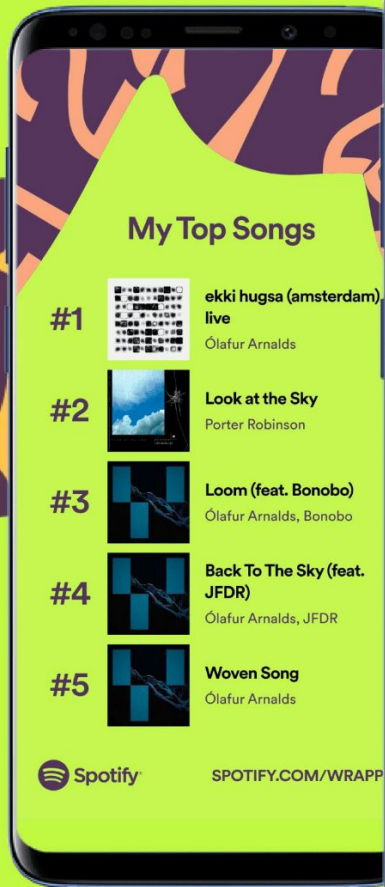 My Top Songs
#1
ekki hugsa (amsterdam)
live
Ólafur Arnalds
#2
Look at the Sky
Porter Robinson
#3
Loom (feat. Bonobo)
Ólafur Arnalds, Bonobo
#4
Back To The Sky (feat.
JFDR)
Ólafur Arnalds, JFDR
#5
Woven Song
Ólafur Arnalds
Spotify
SPOTIFY.COM/WRAPP